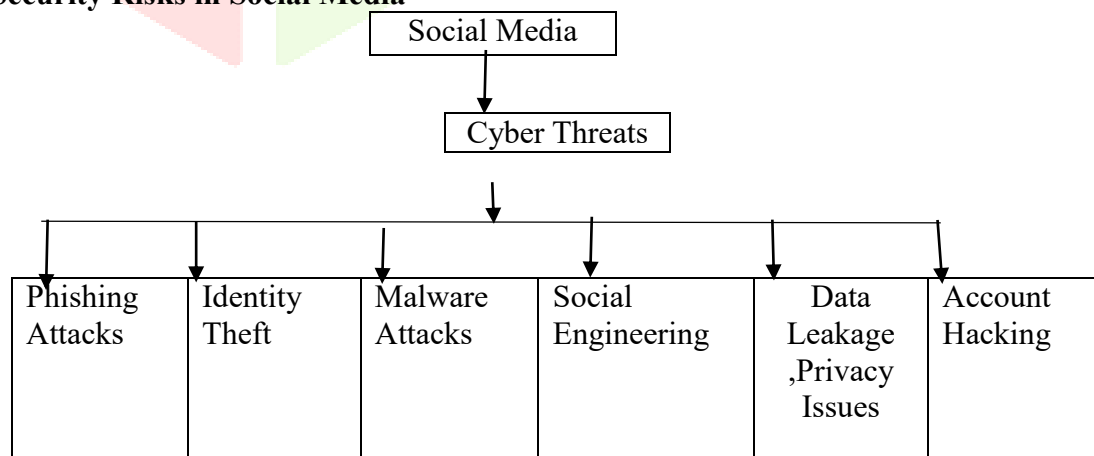 Security Risks in Social Media
Social Media
Cyber Threats
Phishing
Attacks
Identity
Theft
Malware
Attacks
Social
Engineering
Data
Leakage
,Privacy
Issues
Account
Hacking